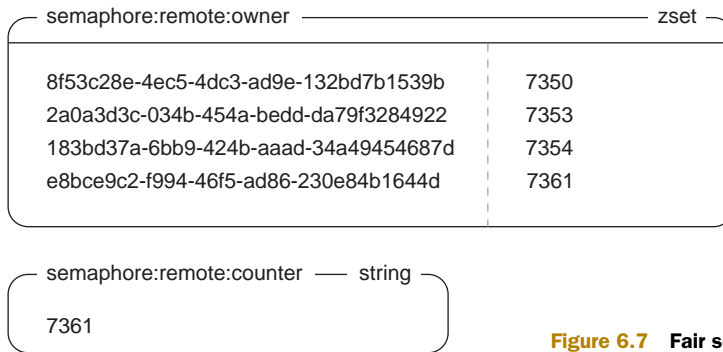 semaphore:remote:owner zset
8f53c28e-4ec5-4dc3-ad9e-132bd7b1539b 7350
2a0a3d3c-034b-454a-bedd-da79f3284922 7353
183bd37a-6bb9-424b-aaad-34a49454687d 7354
e8bce9c2-f994-46f5-ad86-230e84b1644d 7361
semaphore:remote:counter string
7361
Figure 6.7 Fair s